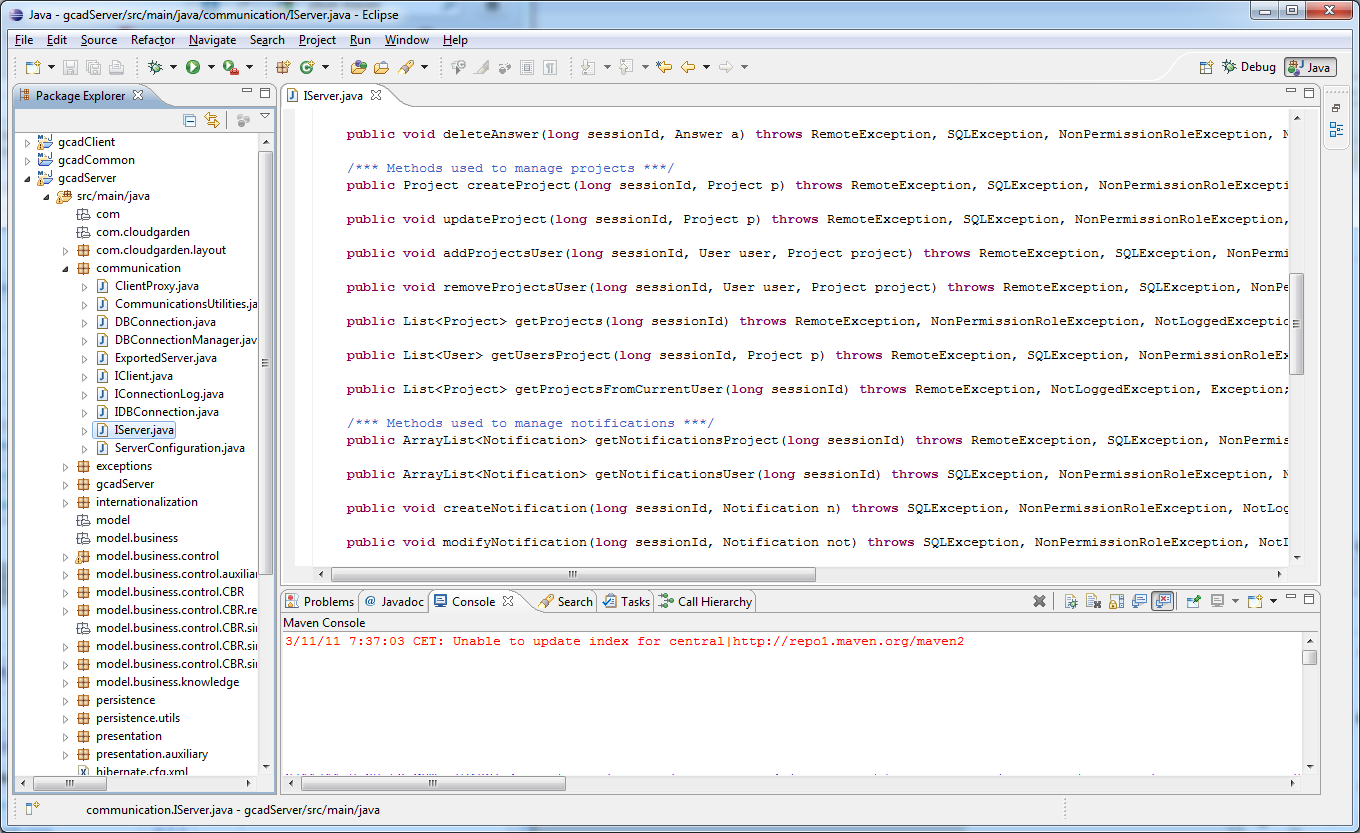 Java - gcadServer/src/main/java/communication/IServer.java - Eclipse
File Edit Source Refactor Navigate Search Project Run Window Help
Debug Java
Package Explorer
gcadClient
gcadCommon
gcadServer
src/main/java
com
com.cloudgarden
com.cloudgarden.layout
communication
ClientProxy.java
CommunicationsUtilities.ja
DBConnection.java
DBConnectionManager.jav
ExportedServer.java
IClient.java
IConnectionLog.java
IDBConnection.java
IServer.java
ServerConfiguration.java
exceptions
gcadServer
internationalization
model
model.business
model.business.control
model.business.control.auxiliar
model.business.control.CBR
model.business.control.CBR.re
model.business.control.CBR.sin
model.business.control.CBR.sin
model.business.control.CBR.sin
model.business.knowledge
persistence
persistence.utils
presentation
presentation.auxiliary
hibernate.cfg.xml
IServer.java
public void deleteAnswer(long sessionId, Answer a) throws RemoteException, SQLException, NonPermissionRoleException, N
/*** Methods used to manage projects ***/
public Project createProject(long sessionId, Project p) throws RemoteException, SQLException, NonPermissionRoleExcepti
public void updateProject(long sessionId, Project p) throws RemoteException, SQLException, NonPermissionRoleException,
public void addProjectsUser(long sessionId, User user, Project project) throws RemoteException, SQLException, NonPermi
public void removeProjectsUser(long sessionId, User user, Project project) throws RemoteException, SQLException, NonPe
public List<Project> getProjects(long sessionId) throws RemoteException, NonPermissionRoleException, NotLoggedExceptio
public List<User> getUsersProject(long sessionId, Project p) throws RemoteException, SQLException, NonPermissionRoleEx
public List<Project> getProjectsFromCurrentUser(long sessionId) throws RemoteException, NotLoggedException, Exception;
/*** Methods used to manage notifications ***/
public ArrayList<Notification> getNotificationsProject(long sessionId) throws RemoteException, SQLException, NonPermis
public ArrayList<Notification> getNotificationsUser(long sessionId) throws SQLException, NonPermissionRoleException, N
public void createNotification(long sessionId, Notification n) throws SQLException, NonPermissionRoleException, NotLog
public void modifyNotification(long sessionId, Notification not) throws SQLException, NonPermissionRoleException, NotI
Problems @ Javadoc Console Search Tasks Call Hierarchy
Maven Console
3/11/11 7:37:03 CET: Unable to update index for central|http://repo1.maven.org/maven2
communication.IServer.java - gcadServer/src/main/java